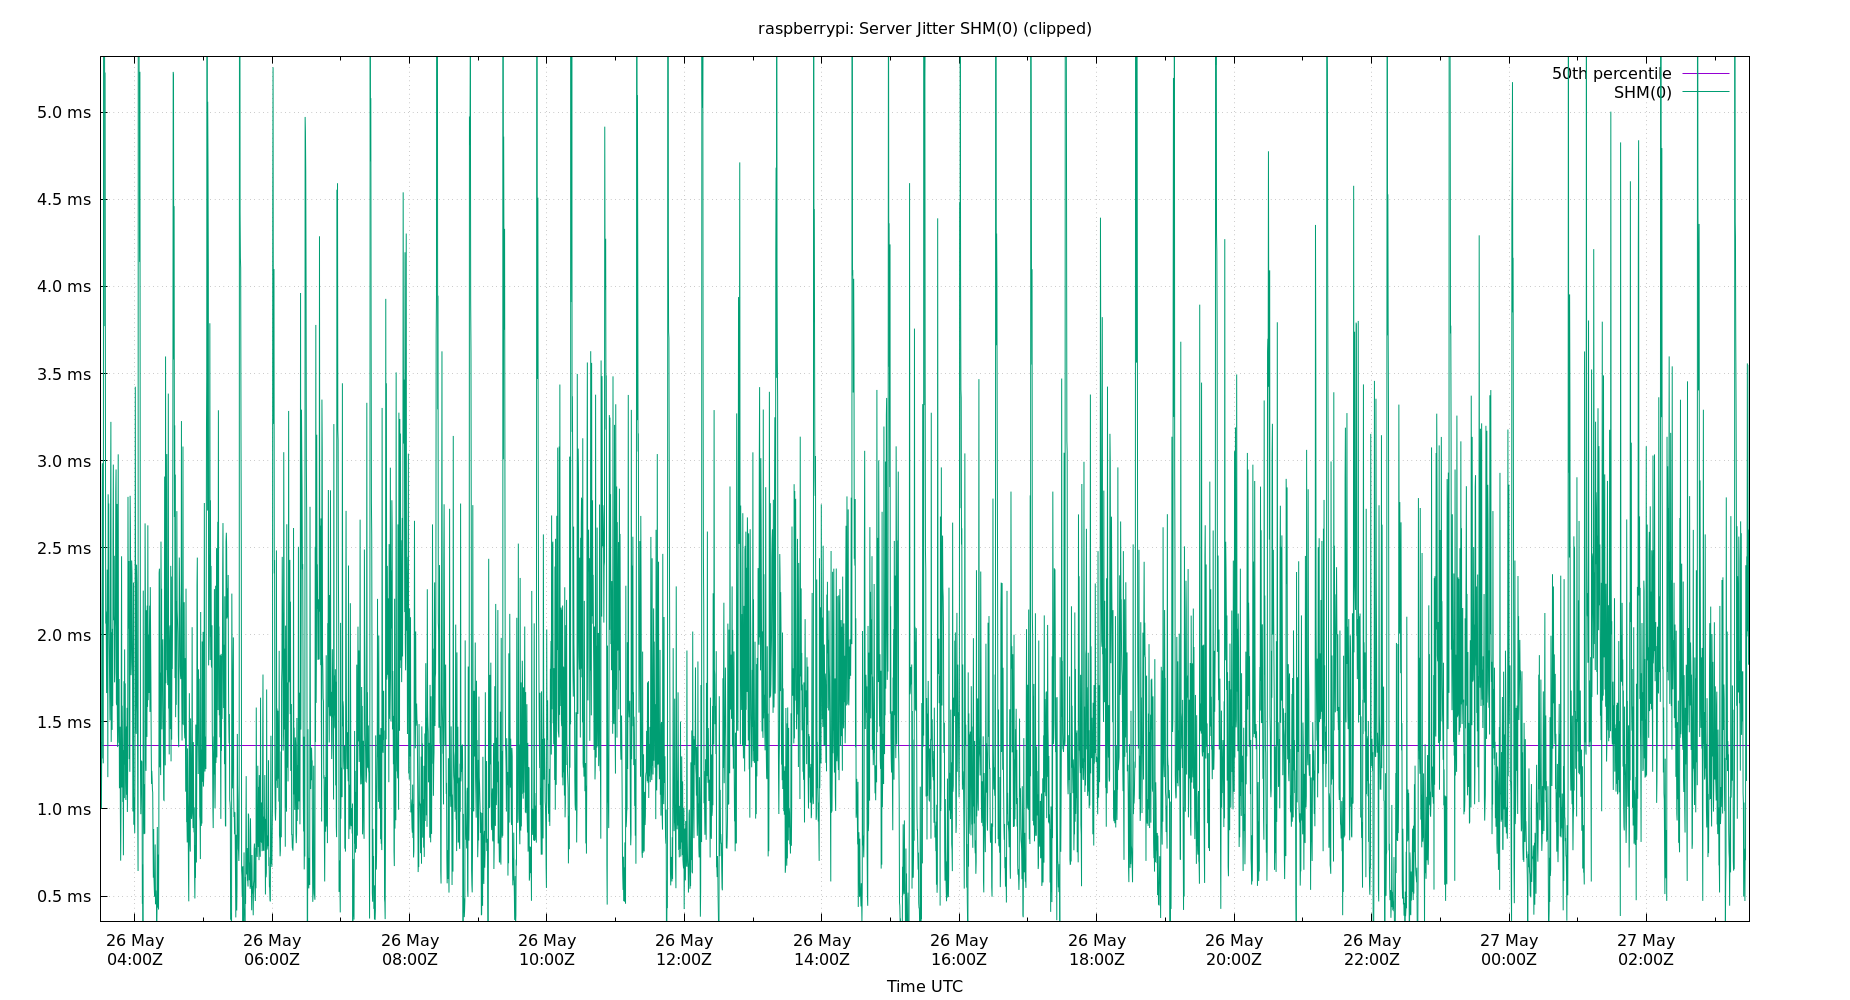 raspberrypi: Server Jitter SHM(0) (clipped)
50th percentile
SHM(0)
5.0 ms
4.5 ms
4.0 ms
3.5 ms
3.0 ms
2.5 ms
2.0 ms
1.5 ms
1.0 ms
0.5 ms
26 May 26 May 26 May 26 May 26 May 26 May 26 May 26 May 26 May 26 May 27 May 27 May
04:00Z 06:00Z 08:00Z 10:00Z 12:00Z 14:00Z 16:00Z 18:00Z 20:00Z 22:00Z 00:00Z 02:00Z
Time UTC